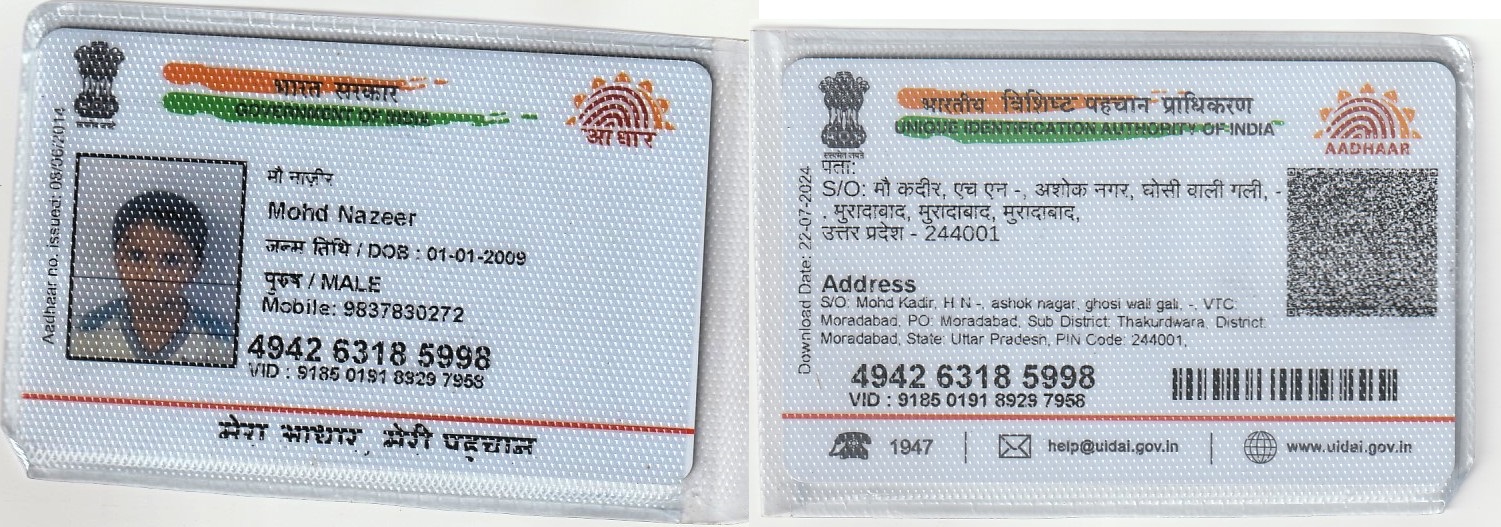 भारत सरकार
GOVERNMENT OF INDIA
आधार
Aadhaar no. issued: 08/06/2014
मौ नाज़ीर
Mohd Nazeer
जन्म तिथि / DOB : 01-01-2009
पुरुष / MALE
Mobile: 9837830272
4942 6318 5998
VID : 9185 0191 8929 7958
मेरा आधार, मेरी पहचान
भारतीय विशिष्ट पहचान प्राधिकरण
UNIQUE IDENTIFICATION AUTHORITY OF INDIA
AADHAAR
Download Date: 22-07-2024
पता:
S/O: मौ कदीर, एच एन -, अशोक नगर, घोसी वाली गली, -
, मुरादाबाद, मुरादाबाद, मुरादाबाद,
उत्तर प्रदेश - 244001
Address
S/O: Mohd Kadir, H N -, ashok nagar, ghosi wali gali, -, VTC:
Moradabad, PO: Moradabad, Sub District: Thakurdwara, District:
Moradabad, State: Uttar Pradesh, PIN Code: 244001,
4942 6318 5998
VID : 9185 0191 8929 7958
1947 | help@uidai.gov.in | www.uidai.gov.in